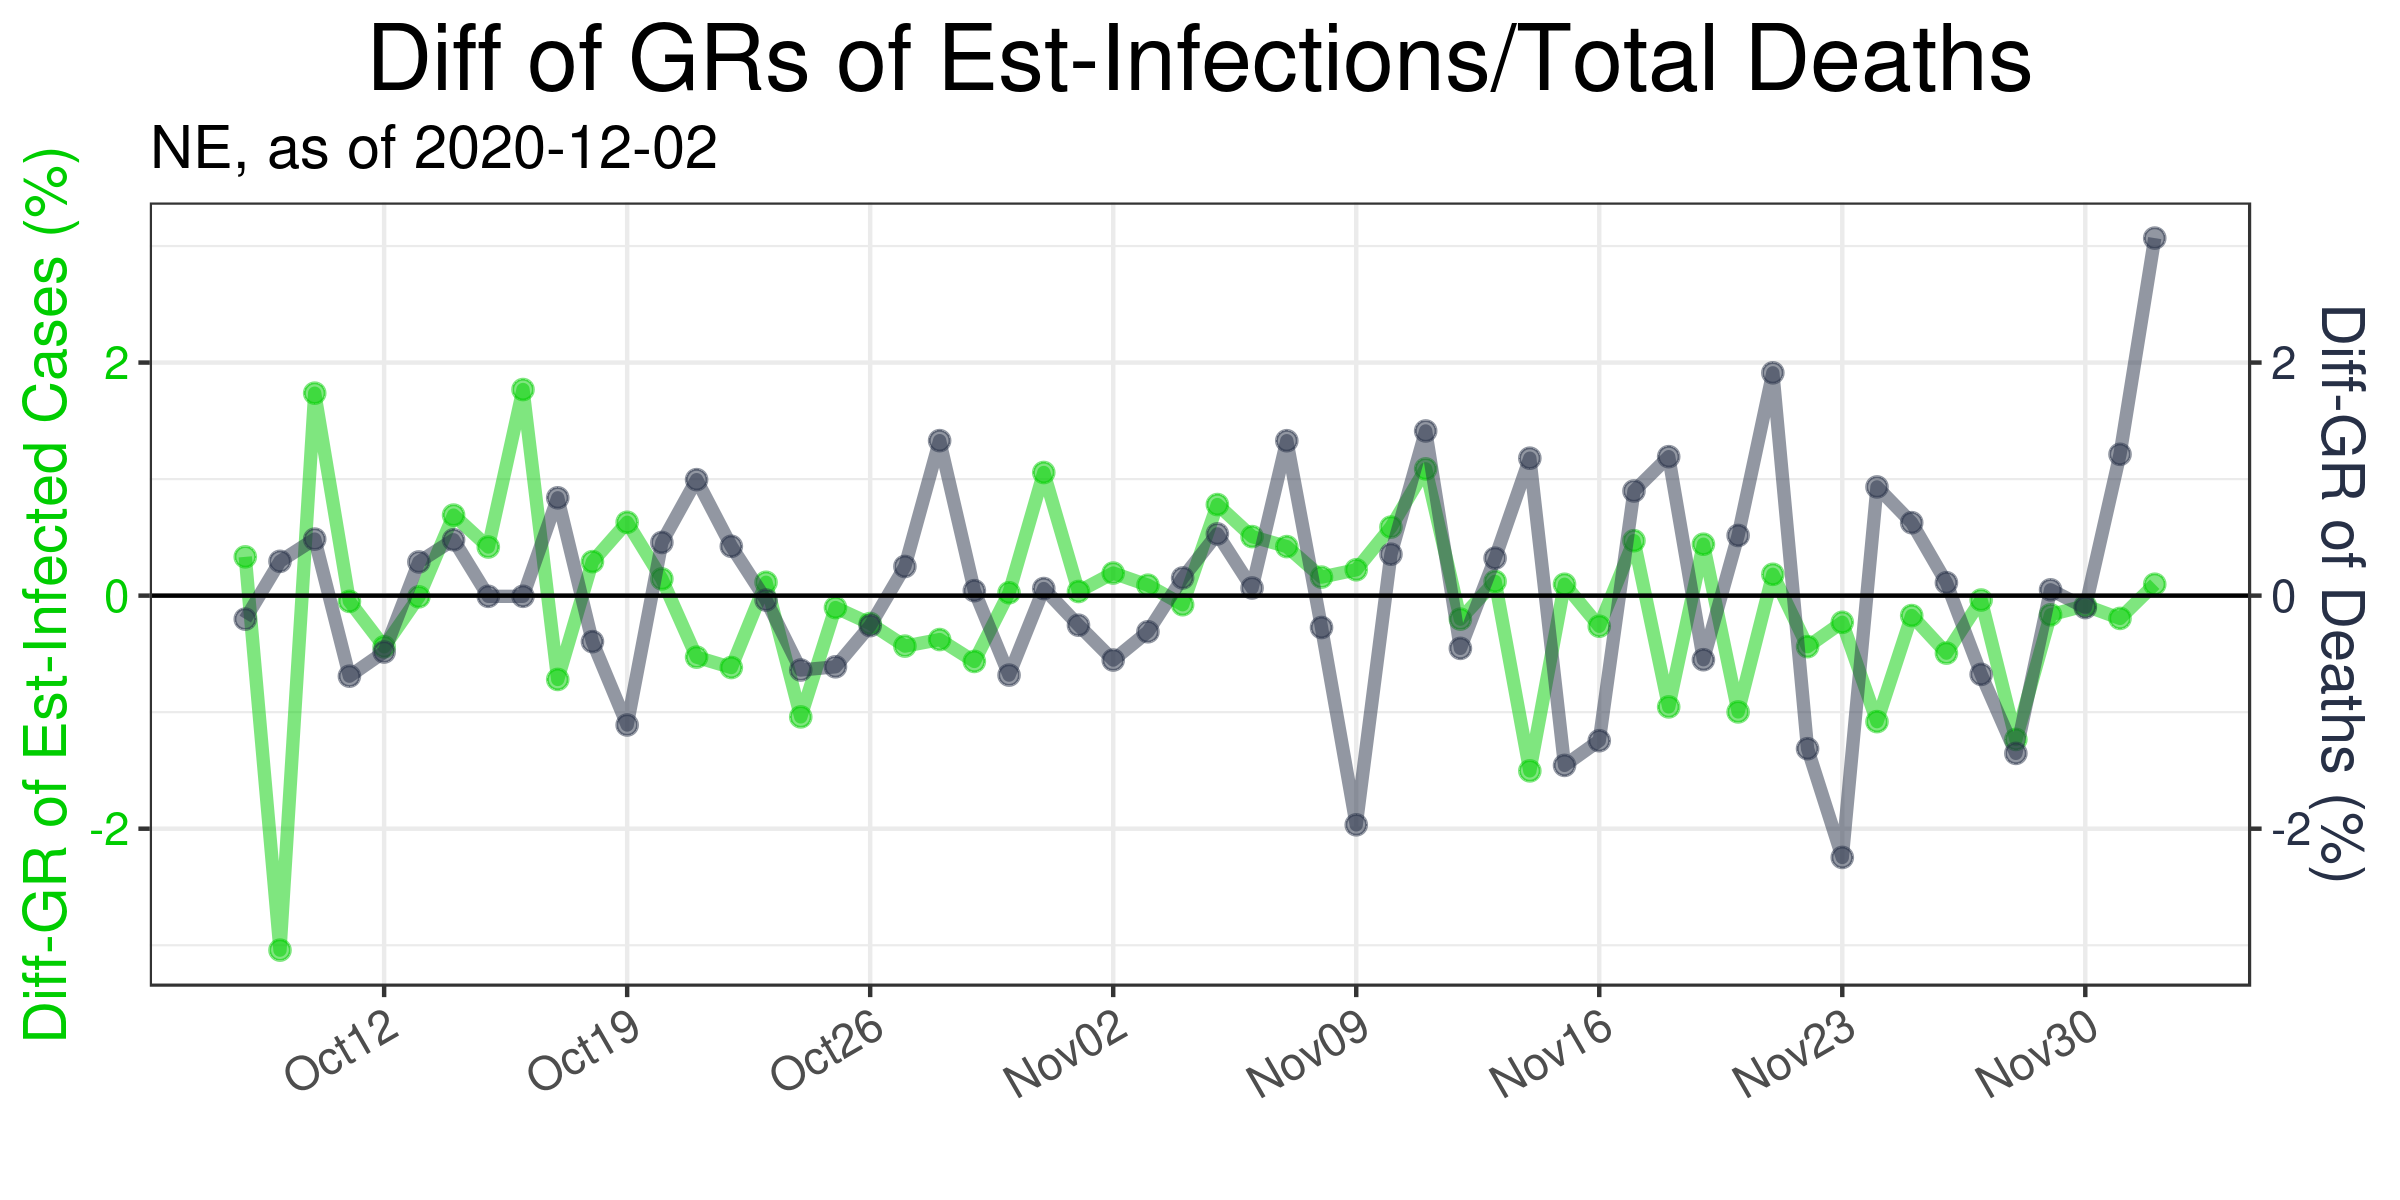 Diff of GRs of Est-Infections/Total Deaths
NE, as of 2020-12-02
Diff-GR of Est-Infected Cases (%)
2
0
-2
2
0
-2
Diff-GR of Deaths (%)
Oct12
Oct19
Oct26
Nov02
Nov09
Nov16
Nov23
Nov30